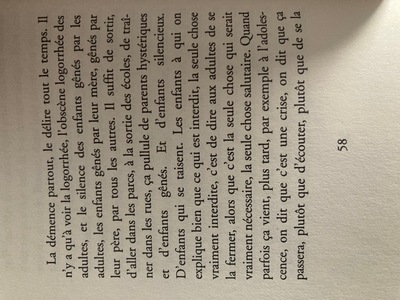 La démence partout, le délire tout le temps. Il
n'y a qu'à voir la logorrhée, l'obscène logorrhée des
adultes, et le silence des enfants gênés par les
adultes, les enfants gênés par leur mère, gênés par
leur père, par tous les autres. Il suffit de sortir,
d'aller dans les parcs, à la sortie des écoles, de traî-
ner dans les rues, ça pullule de parents hystériques
et d'enfants gênés. Et d'enfants silencieux.
D'enfants qui se taisent. Les enfants à qui on
explique bien que ce qui est interdit, la seule chose
vraiment interdite, c'est de dire aux adultes de se
la fermer, alors que c'est la seule chose qui serait
vraiment nécessaire, la seule chose salutaire. Quand
parfois ça vient, plus tard, par exemple à l'adoles-
cence, on dit que c'est une crise, on dit que ça
passera, plutôt que d'écouter, plutôt que de se la
58